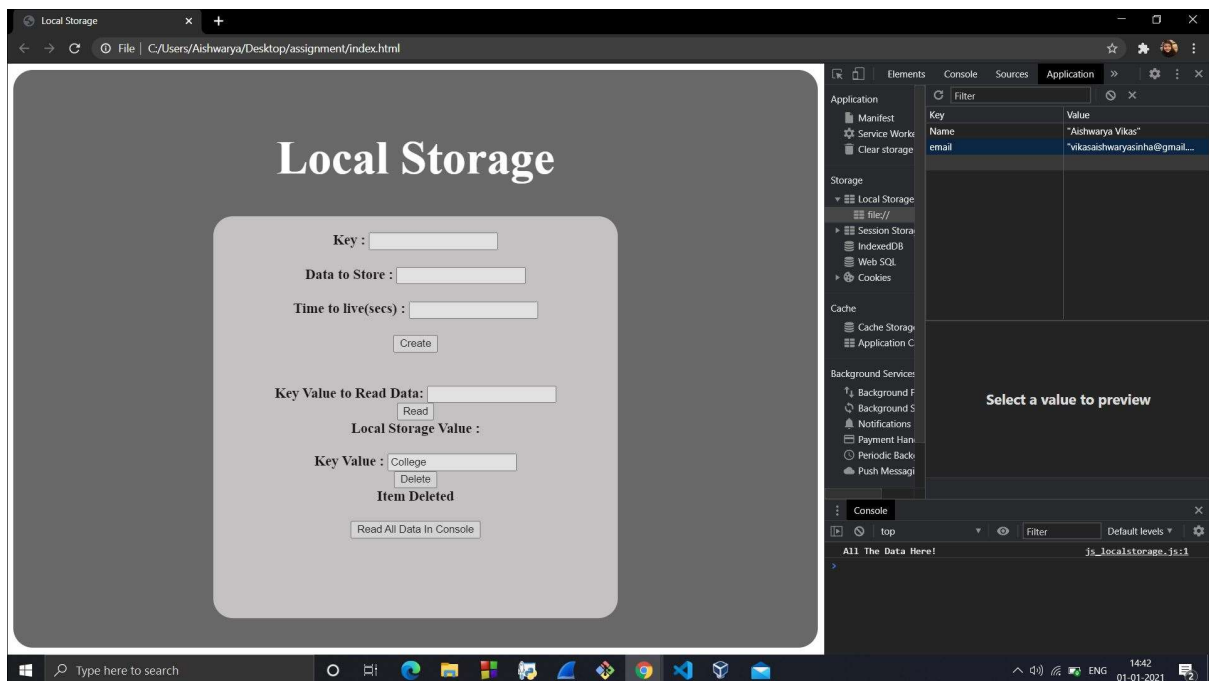 Local Storage
File | C:/Users/Aishwarya/Desktop/assignment/index.html
Local Storage
Key :
Data to Store :
Time to live(secs) :
Create
Key Value to Read Data:
Read
Local Storage Value :
Key Value : College
Delete
Item Deleted
Read All Data In Console
Elements Console Sources Application
Application
Manifest
Service Worke
Clear storage
Storage
Local Storage
file://
Session Stora
IndexedDB
Web SQL
Cookies
Cache
Cache Storag
Application C
Background Services
Background F
Background S
Notifications
Payment Han
Periodic Back
Push Messagi
Filter
Key Value
Name "Aishwarya Vikas"
email "vikasaishwaryasinha@gmail....
Select a value to preview
Console
top Filter Default levels
All The Data Here! js_localstorage.js:1
Type here to search
ENG
14:42
01-01-2021
2